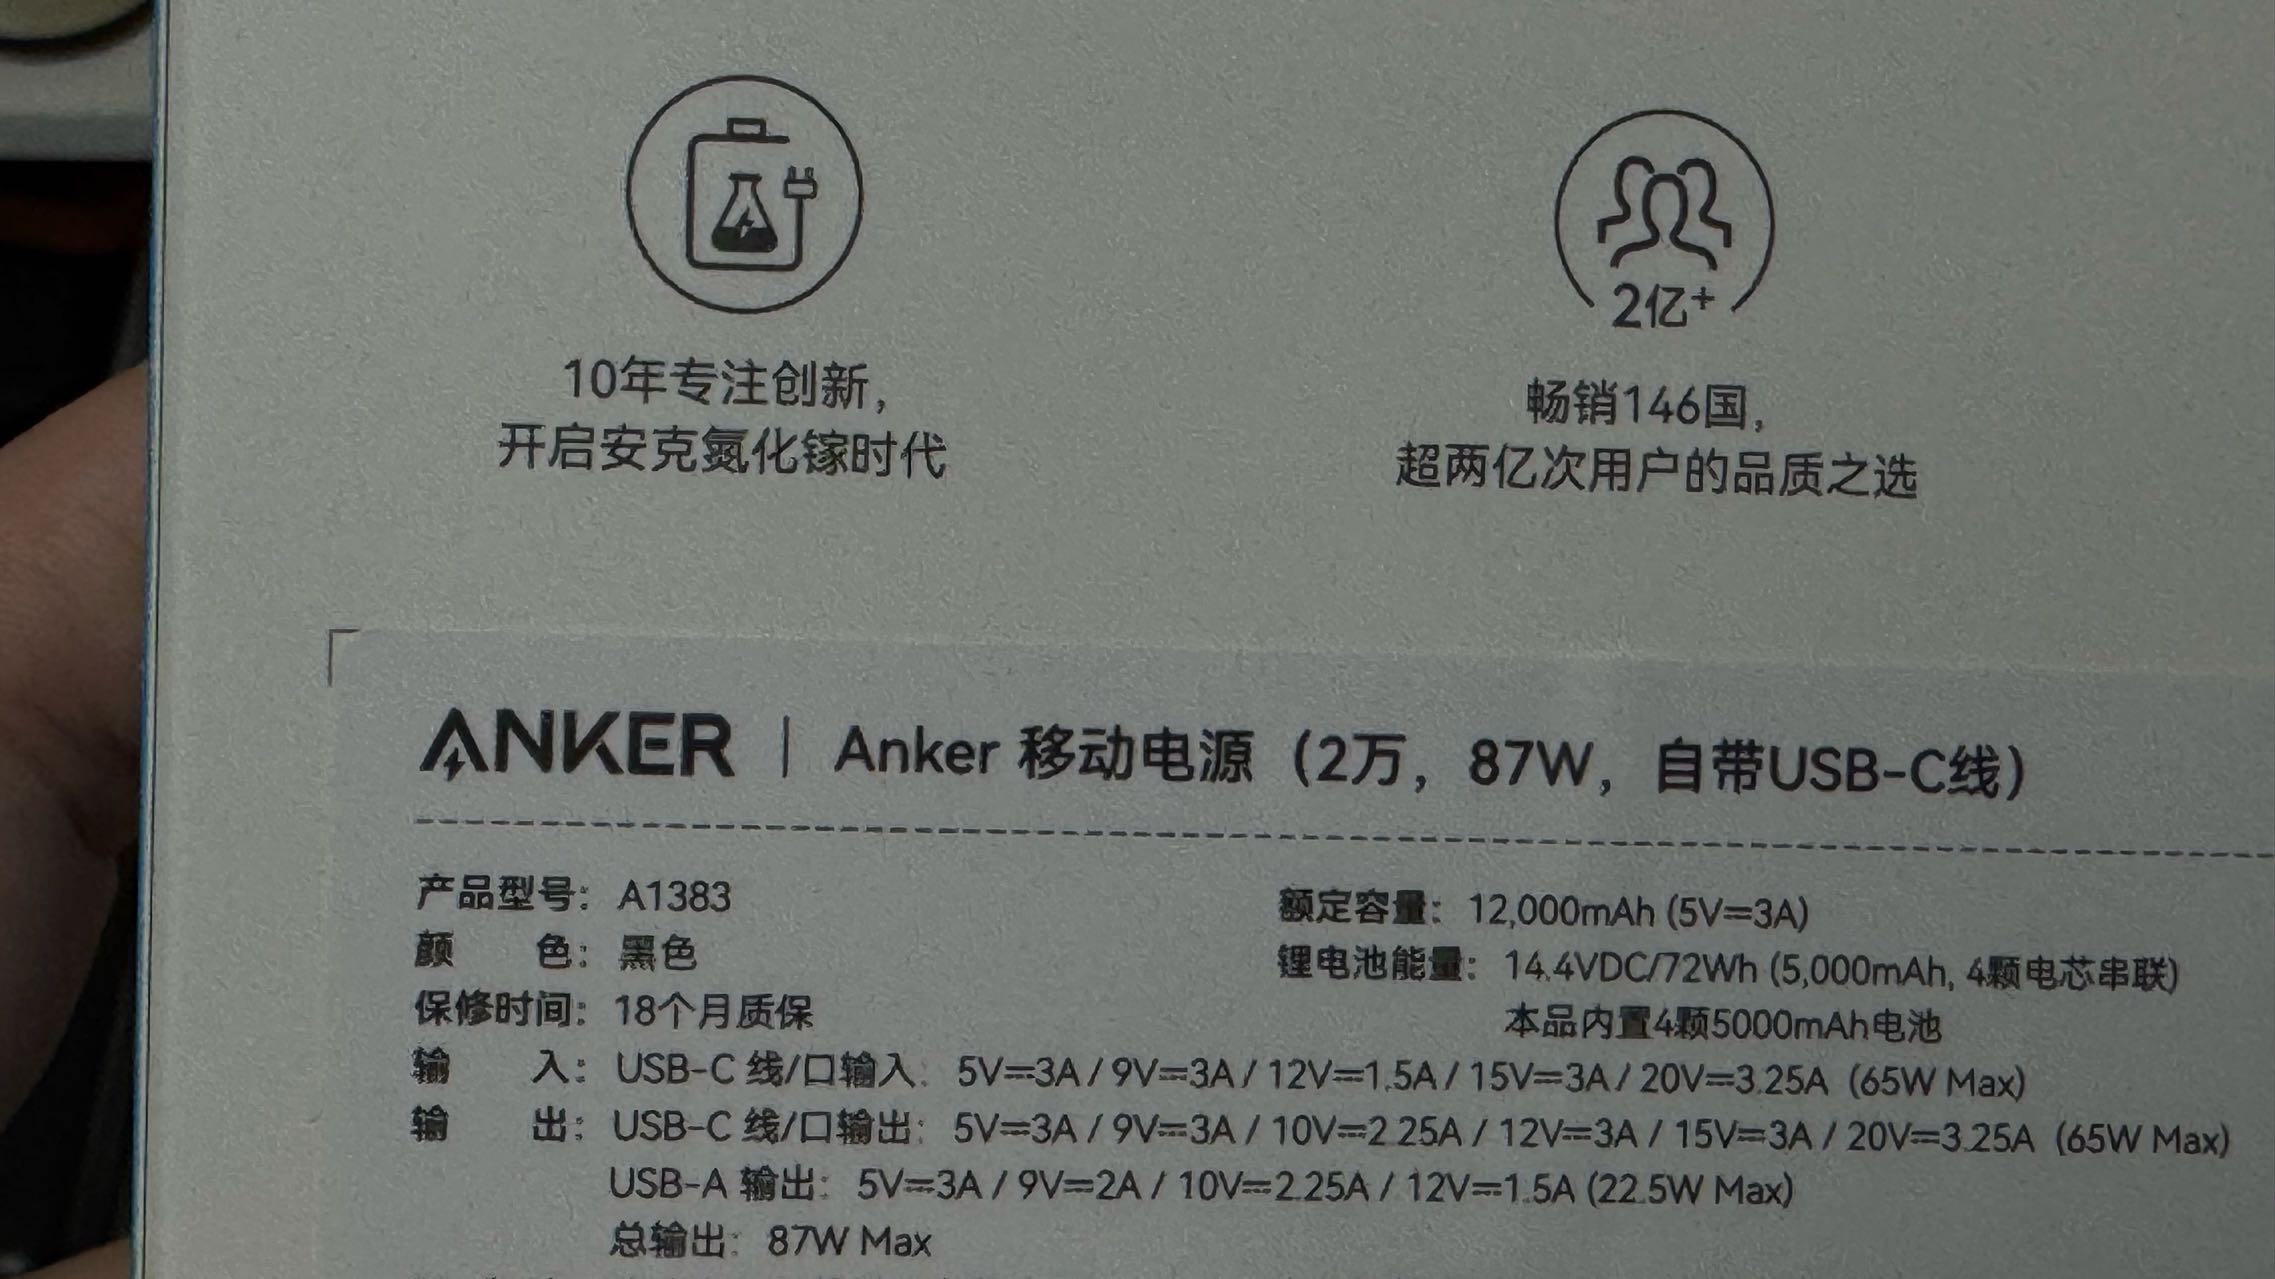 2亿+
10年专注创新,
开启安克氮化镓时代
畅销146国,
超两亿次用户的品质之选
ANKER | Anker 移动电源（2万，87W，自带USB-C线）
产品型号：A1383
颜 色：黑色
保修时间：18个月质保
额定容量：12,000mAh (5V⎓3A)
锂电池能量：14.4VDC/72Wh (5,000mAh, 4颗电芯串联)
本品内置4颗5000mAh电池
输 入：USB-C 线/口输入：5V⎓3A / 9V⎓3A / 12V⎓1.5A / 15V⎓3A / 20V⎓3.25A (65W Max)
输 出：USB-C 线/口输出：5V⎓3A / 9V⎓3A / 10V⎓2.25A / 12V⎓3A / 15V⎓3A / 20V⎓3.25A (65W Max)
USB-A 输出：5V⎓3A / 9V⎓2A / 10V⎓2.25A / 12V⎓1.5A (22.5W Max)
总输出：87W Max